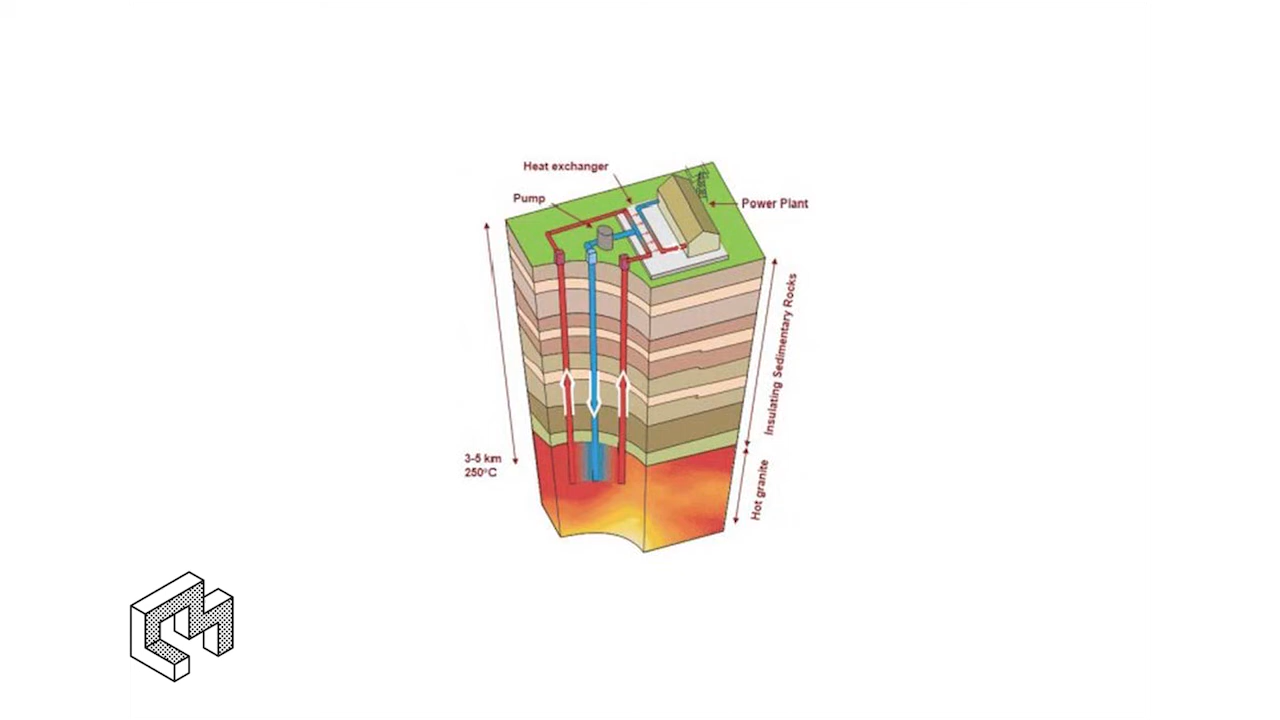 Heat exchanger
Pump
Power Plant
Insulating Sedimentary Rocks
3-5 km
250°C
Hot granite